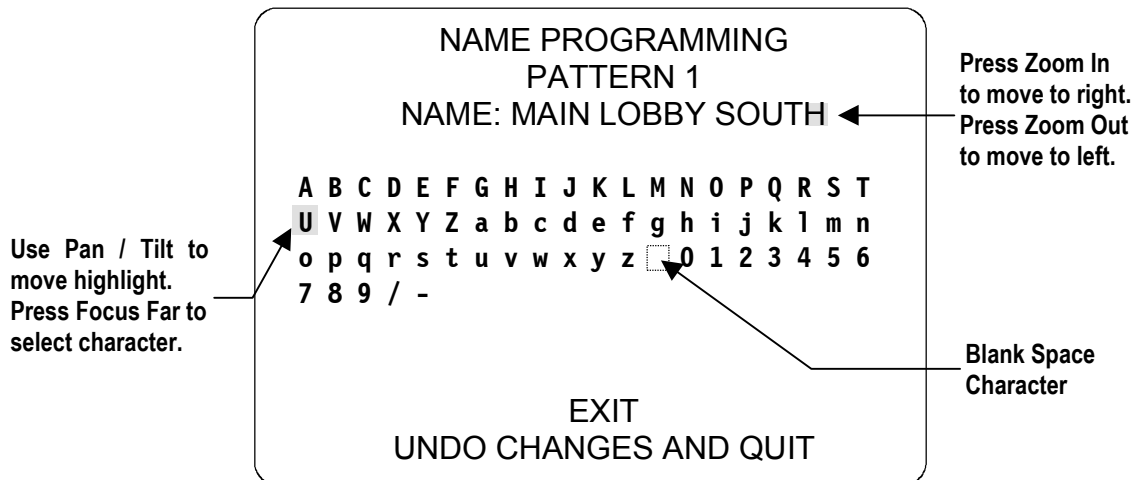 NAME PROGRAMMING
PATTERN 1
NAME: MAIN LOBBY SOUTH
Press Zoom In
to move to right.
Press Zoom Out
to move to left.
A B C D E F G H I J K L M N O P Q R S T
U V W X Y Z a b c d e f g h i j k l m n
o p q r s t u v w x y z 0 1 2 3 4 5 6
7 8 9 / -
Use Pan / Tilt to
move highlight.
Press Focus Far to
select character.
Blank Space
Character
EXIT
UNDO CHANGES AND QUIT